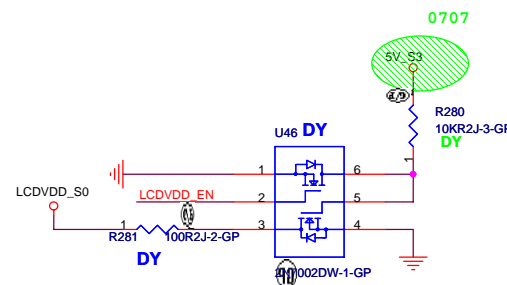 0707
5V_S3
R280
10KR2J-3-GP
DY
1
U46 DY
1
6
LCDVDD_S0
LCDVDD_EN
2
5
1
3
4
R281
100R2J-2-GP
DY
2N7002DW-1-GP